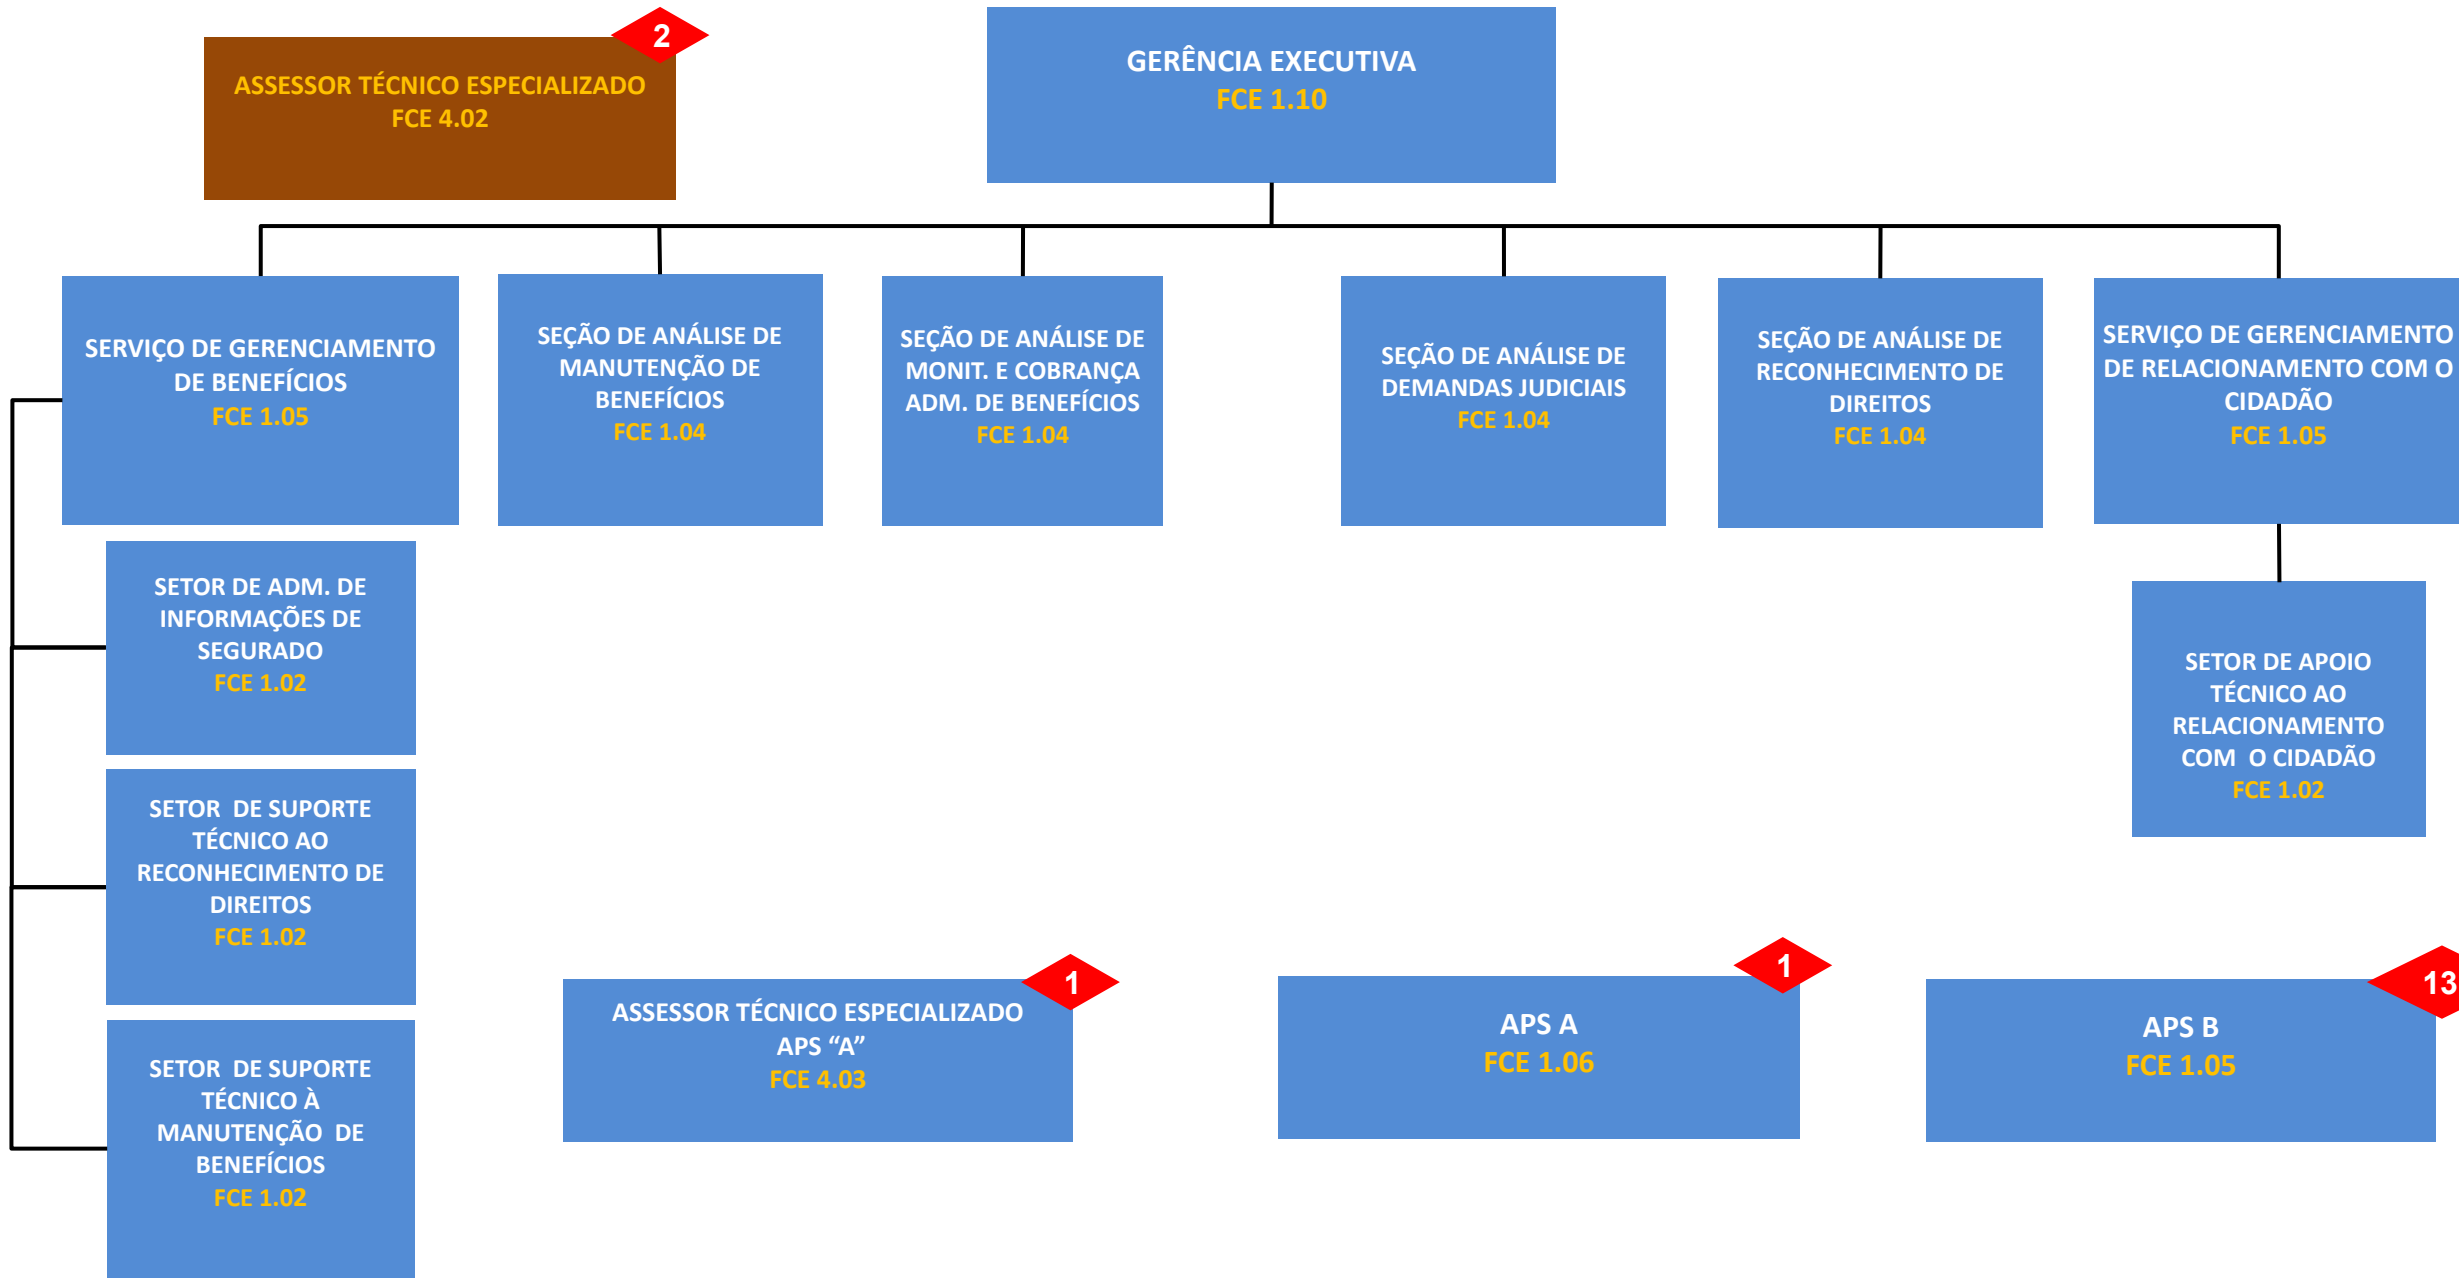 2
ASSESSOR TÉCNICO ESPECIALIZADO
FCE 4.02
GERÊNCIA EXECUTIVA
FCE 1.10
SERVIÇO DE GERENCIAMENTO
DE BENEFÍCIOS
FCE 1.05
SEÇÃO DE ANÁLISE DE
MANUTENÇÃO DE
BENEFÍCIOS
FCE 1.04
SEÇÃO DE ANÁLISE DE
MONIT. E COBRANÇA
ADM. DE BENEFÍCIOS
FCE 1.04
SEÇÃO DE ANÁLISE DE
DEMANDAS JUDICIAIS
FCE 1.04
SEÇÃO DE ANÁLISE DE
RECONHECIMENTO DE
DIREITOS
FCE 1.04
SERVIÇO DE GERENCIAMENTO
DE RELACIONAMENTO COM O
CIDADÃO
FCE 1.05
SETOR DE ADM. DE
INFORMAÇÕES DE
SEGURADO
FCE 1.02
SETOR DE APOIO
TÉCNICO AO
RELACIONAMENTO
COM O CIDADÃO
FCE 1.02
SETOR DE SUPORTE
TÉCNICO AO
RECONHECIMENTO DE
DIREITOS
FCE 1.02
SETOR DE SUPORTE
TÉCNICO À
MANUTENÇÃO DE
BENEFÍCIOS
FCE 1.02
1
ASSESSOR TÉCNICO ESPECIALIZADO
APS “A”
FCE 4.03
1
APS A
FCE 1.06
13
APS B
FCE 1.05